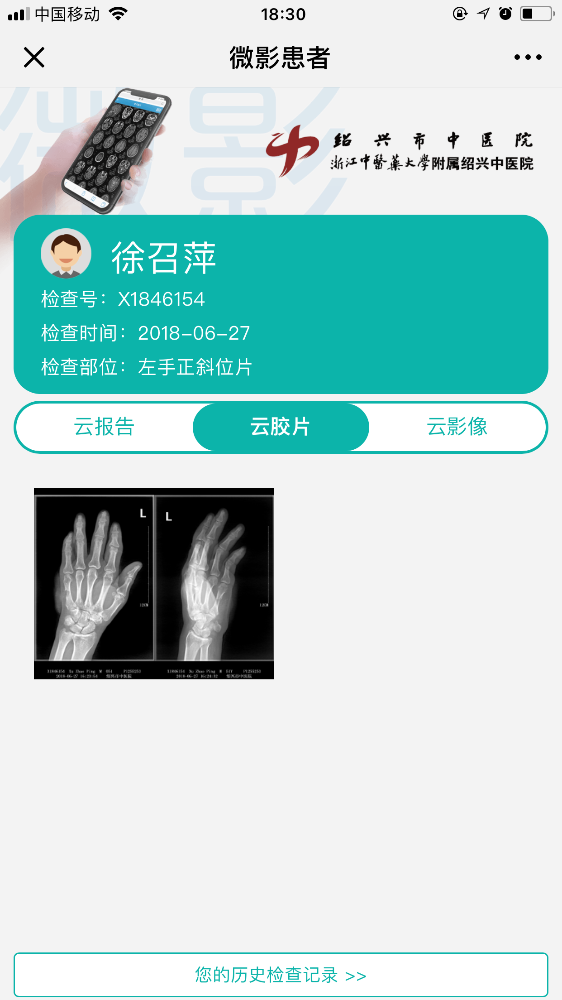 中国移动
18:30
微影患者
微影
绍兴市中医院
浙江中醫藥大學附属绍兴中医院
徐召萍
检查号：X1846154
检查时间：2018-06-27
检查部位：左手正斜位片
云报告
云胶片
云影像
L
L
12CM
12CM
X1846154 Xu Zhao Ping M 051 P1255253
2018-06-27 16:23:54 绍兴市中医院
X1846154 Xu Zhao Ping M 51Y P1255253
2018-06-27 16:24:32 绍兴市中医院
您的历史检查记录 >>